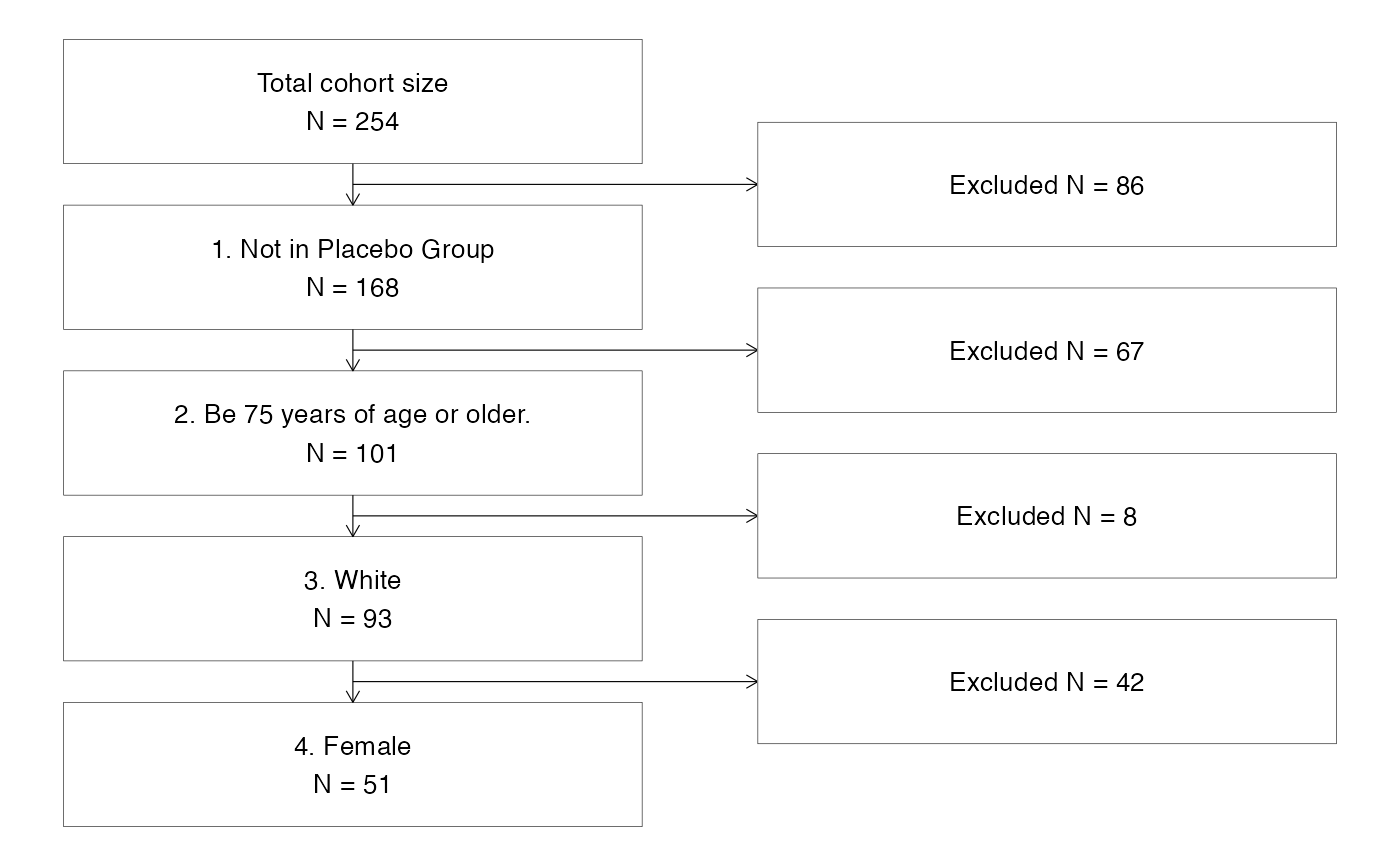 Total cohort size
N = 254
Excluded N = 86
1. Not in Placebo Group
N = 168
Excluded N = 67
2. Be 75 years of age or older.
N = 101
Excluded N = 8
3. White
N = 93
Excluded N = 42
4. Female
N = 51